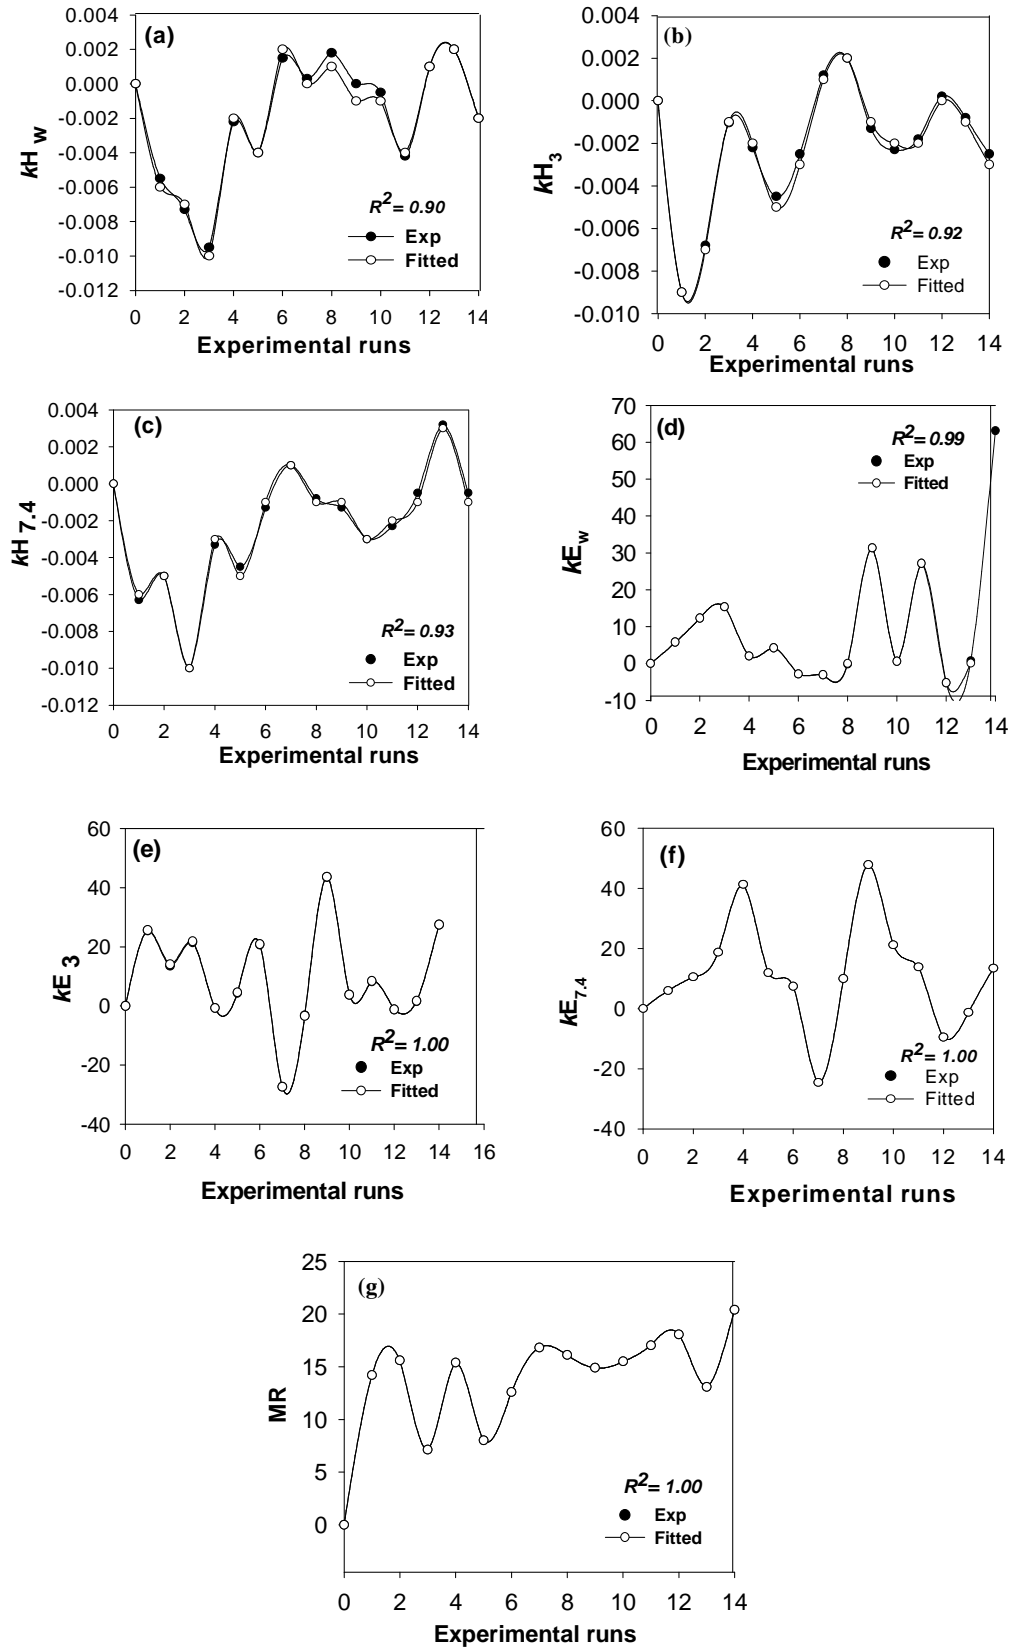 (a)
0.004
0.002
0.000
-0.002
-0.004
-0.006
-0.008
-0.010
-0.012
kH w
R2= 0.90
Exp
Fitted
0 2 4 6 8 10 12 14
Experimental runs
(b)
0.004
0.002
0.000
-0.002
-0.004
-0.006
-0.008
-0.010
kH3
R2= 0.92
Exp
Fitted
0 2 4 6 8 10 12 14
Experimental runs
(c)
0.004
0.002
0.000
-0.002
-0.004
-0.006
-0.008
-0.010
-0.012
kH 7.4
R2= 0.93
Exp
Fitted
0 2 4 6 8 10 12 14
Experimental runs
(d)
70
60
50
40
30
20
10
0
-10
kEw
R2= 0.99
Exp
Fitted
0 2 4 6 8 10 12 14
Experimental runs
(e)
60
40
20
0
-20
-40
kE 3
R2= 1.00
Exp
Fitted
0 2 4 6 8 10 12 14 16
Experimental runs
(f)
60
40
20
0
-20
-40
kE7.4
R2= 1.00
Exp
Fitted
0 2 4 6 8 10 12 14
Experimental runs
(g)
25
20
15
10
5
0
MR
R2= 1.00
Exp
Fitted
0 2 4 6 8 10 12 14
Experimental runs